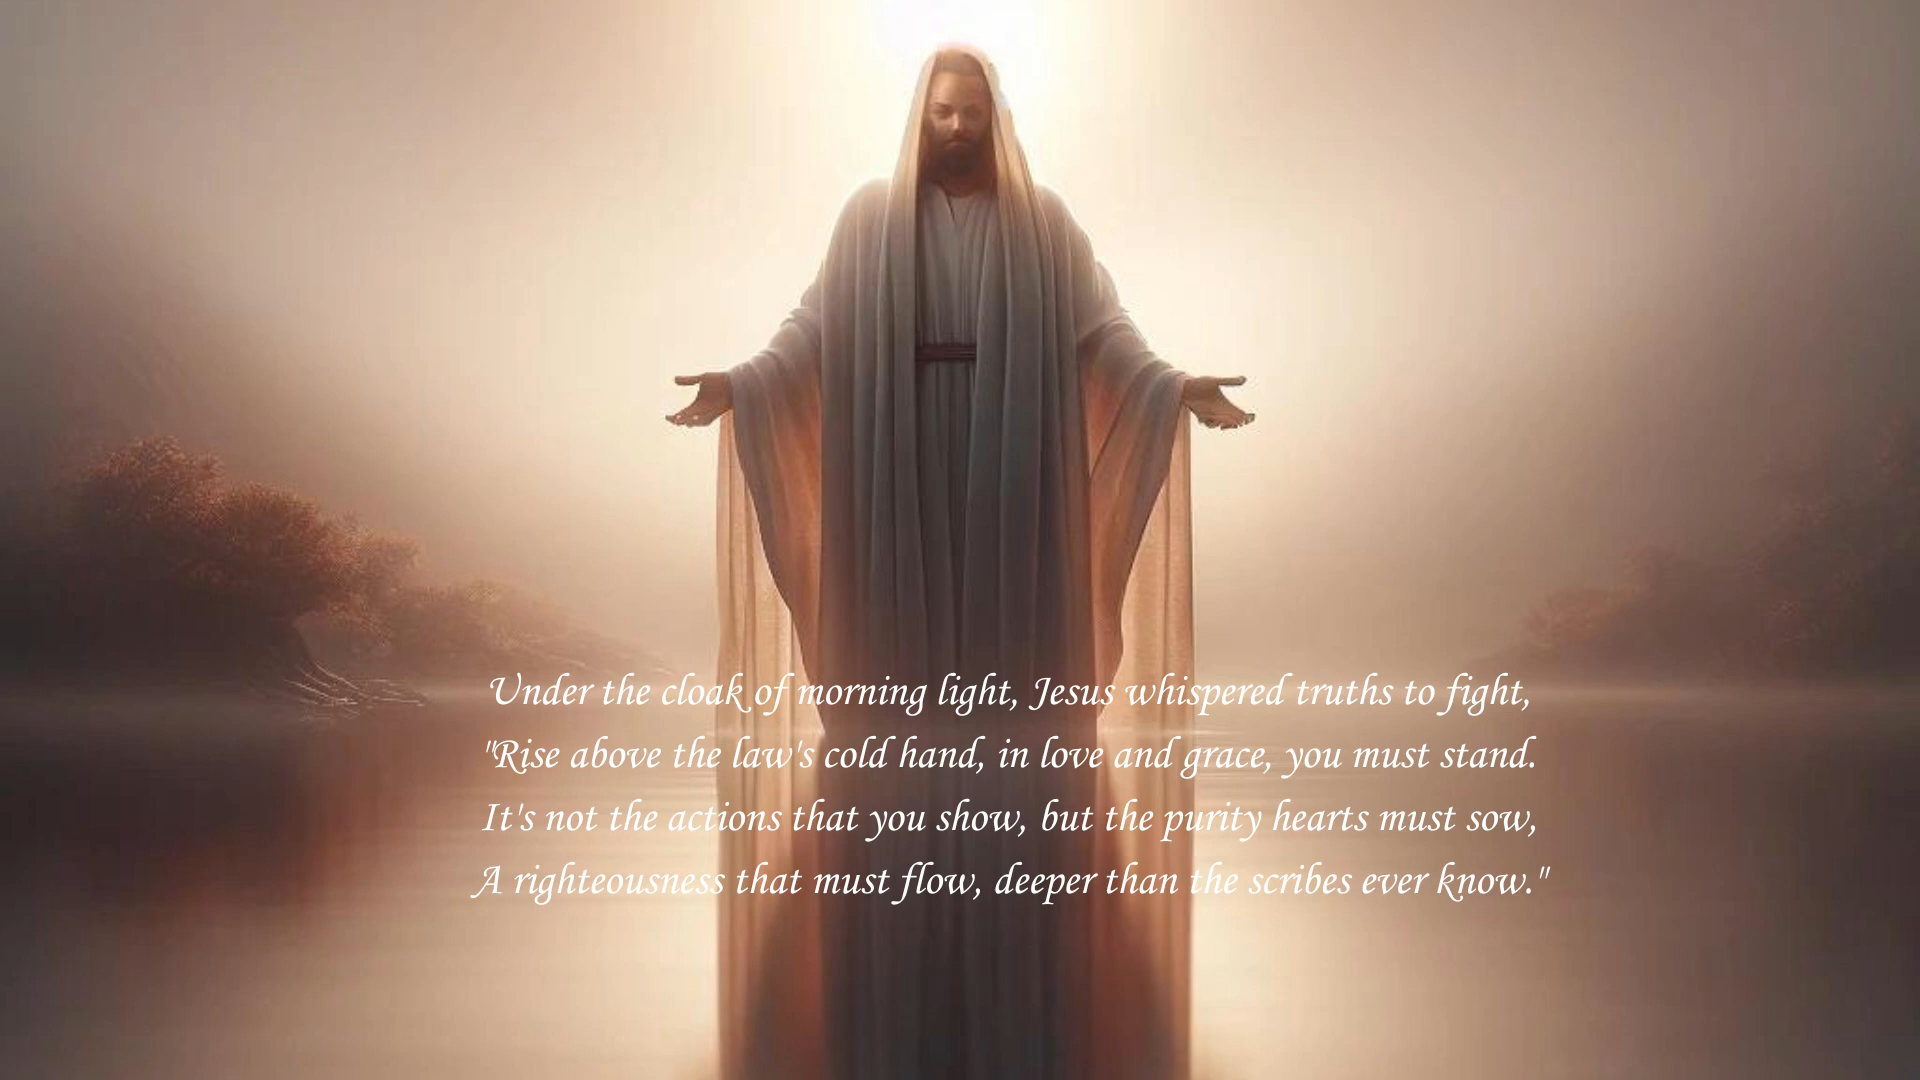 Under the cloak of morning light, Jesus whispered truths to fight,
"Rise above the law's cold hand, in love and grace, you must stand.
It's not the actions that you show, but the purity hearts must sow,
A righteousness that must flow, deeper than the scribes ever know."